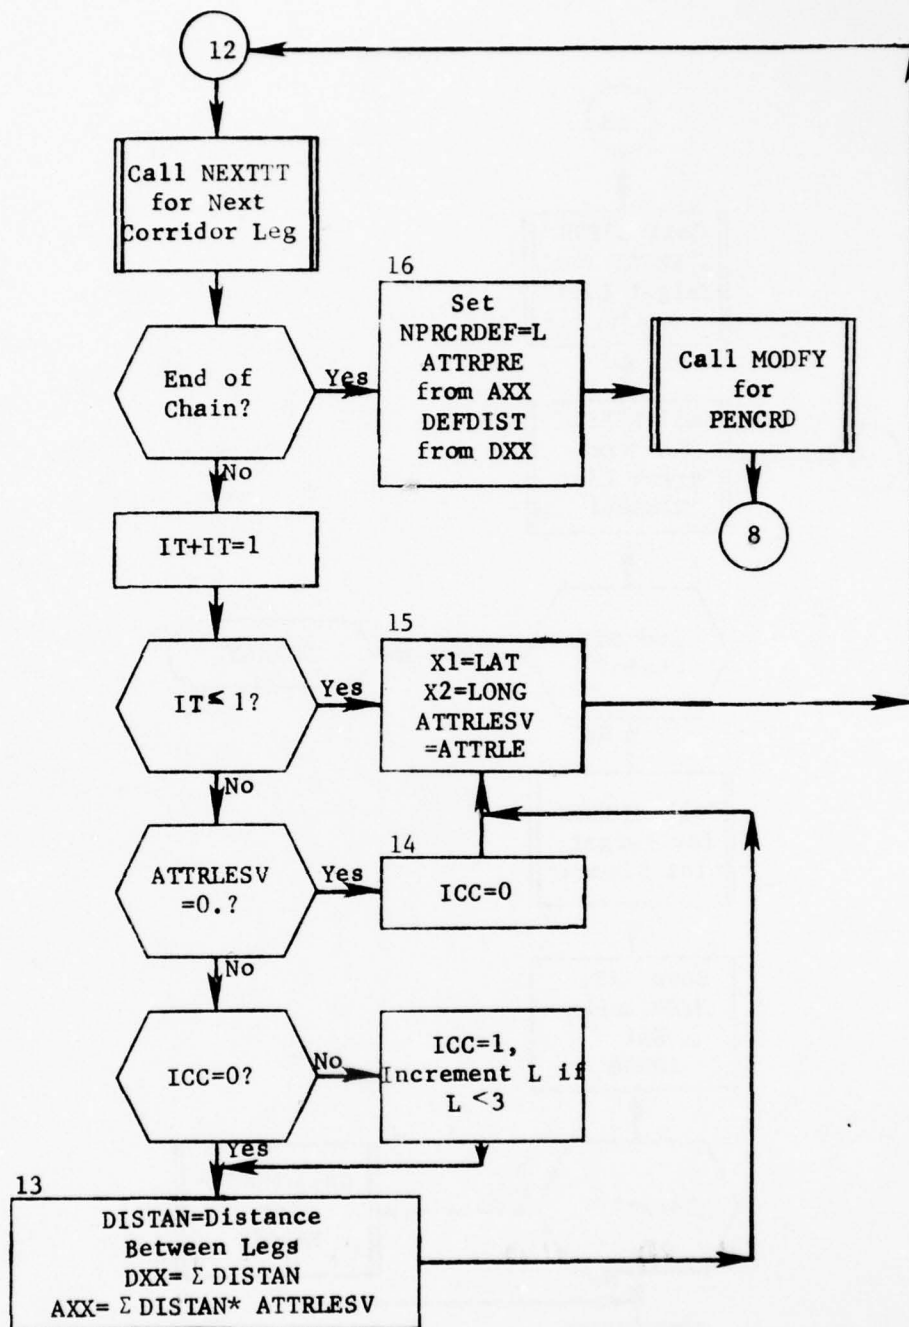 12
Call NEXTTT
for Next
Corridor Leg
End of
Chain?
Yes
No
16
Set
NPRCRDEF=L
ATTRPRE
from AXX
DEFDIST
from DXX
Call MODFY
for
PENCRD
8
IT+IT=1
IT≤ 1?
Yes
No
15
X1=LAT
X2=LONG
ATTRLESV
=ATTRLE
ATTRLESV
=0.?
Yes
No
14
ICC=0
ICC=0?
No
Yes
ICC=1,
Increment L if
L <3
13
DISTAN=Distance
Between Legs
DXX= Σ DISTAN
AXX= Σ DISTAN* ATTRLESV